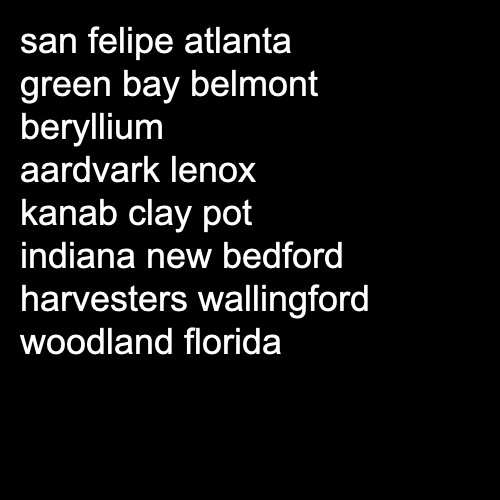 san felipe atlanta
green bay belmont
beryllium
aardvark lenox
kanab clay pot
indiana new bedford
harvesters wallingford
woodland florida